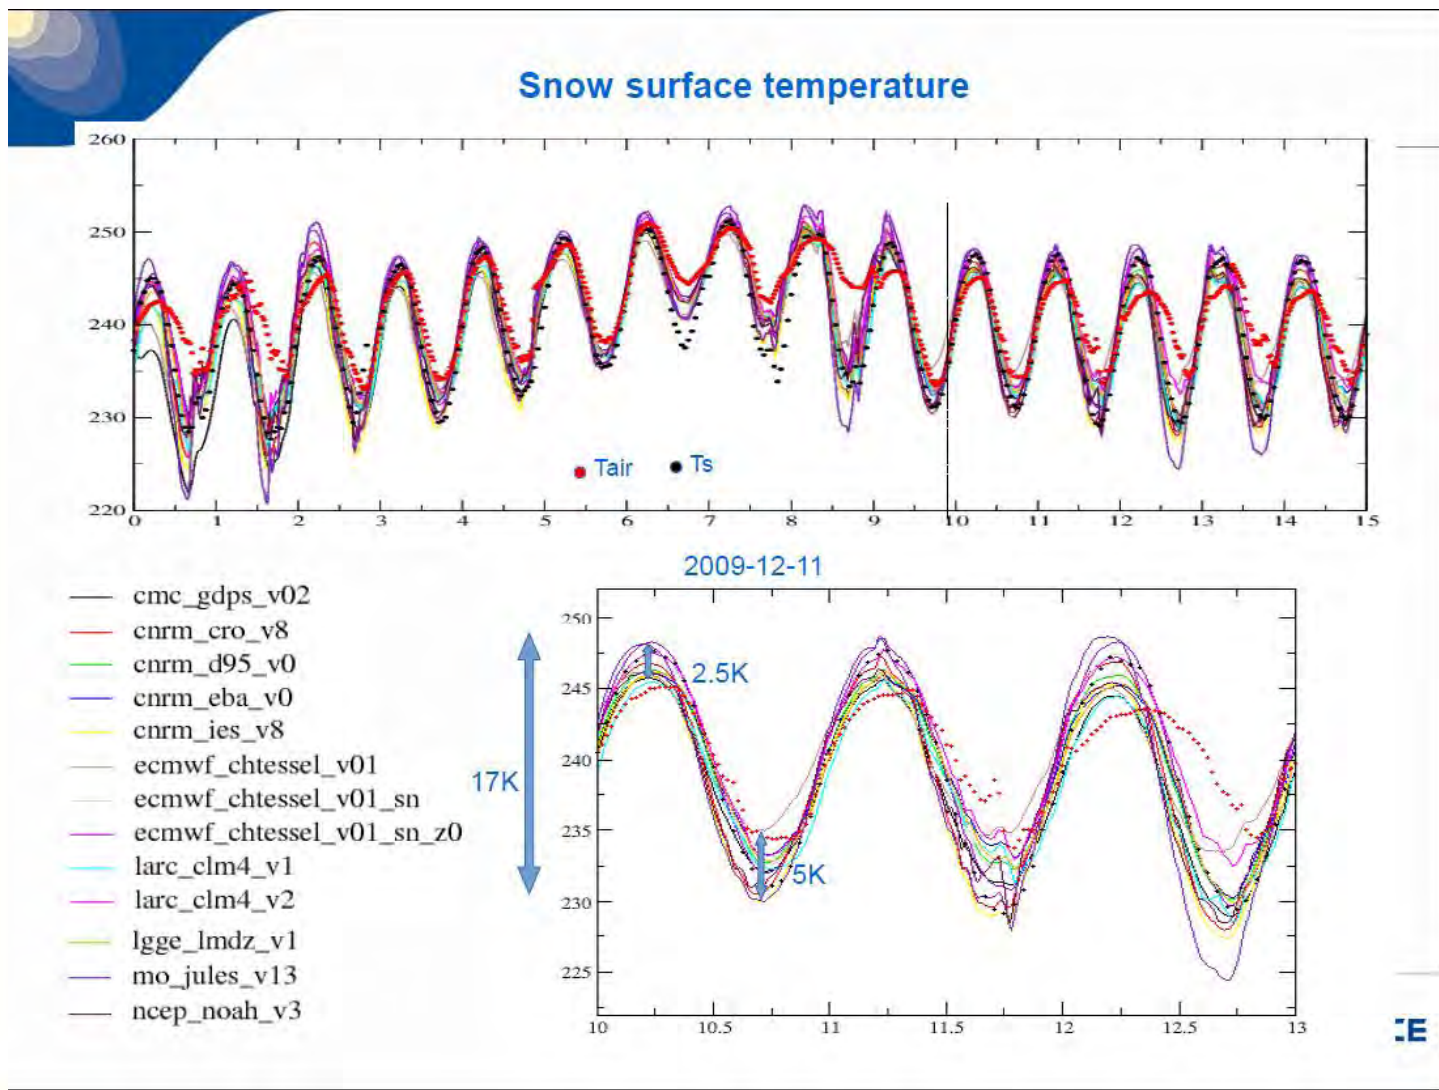 Snow surface temperature
260
250
240
230
220
Tair
Ts
0 1 2 3 4 5 6 7 8 9 10 11 12 13 14 15
2009-12-11
cmc_gdps_v02
cnrm_cro_v8
cnrm_d95_v0
cnrm_eba_v0
cnrm_ies_v8
ecmwf_chtessel_v01
ecmwf_chtessel_v01_sn
ecmwf_chtessel_v01_sn_z0
larc_clm4_v1
larc_clm4_v2
lgge_lmdz_v1
mo_jules_v13
ncep_noah_v3
17K
250
245
240
235
230
225
2.5K
5K
10 10.5 11 11.5 12 12.5 13
E